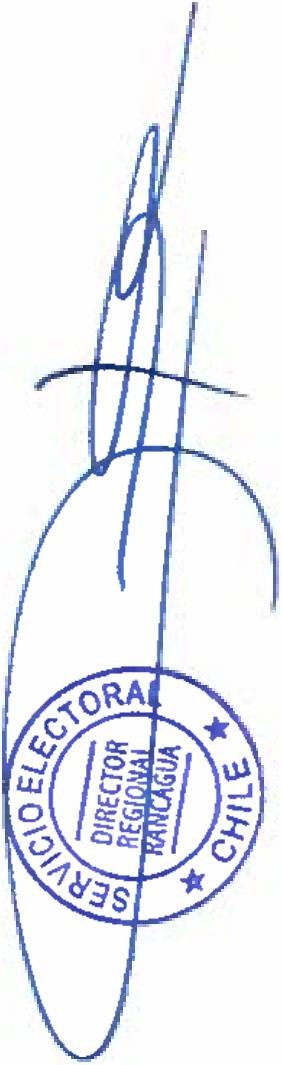 SERVICIO ELECTORAL
DIRECTOR
REGIONAL
RANCAGUA
★ CHILE ★